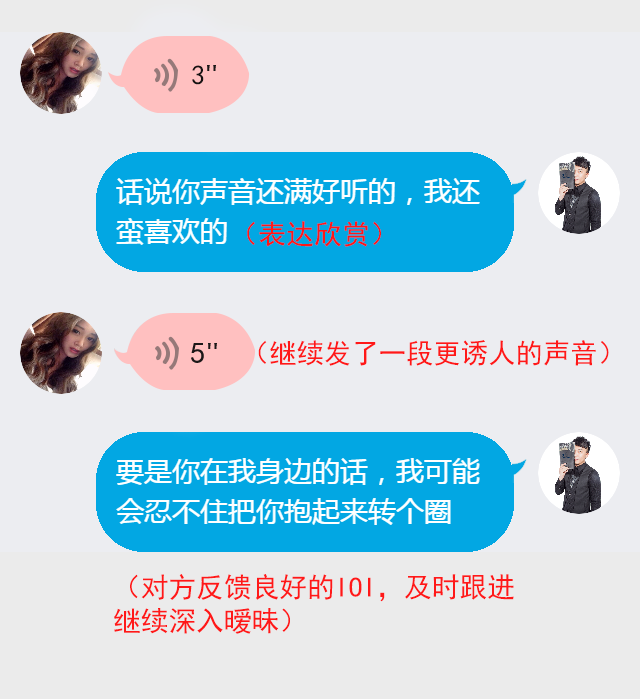 3''
话说你声音还满好听的，我还
蛮喜欢的（表达欣赏）
5''（继续发了一段更诱人的声音）
要是你在我身边的话，我可能
会忍不住把你抱起来转个圈
（对方反馈良好的IOI，及时跟进
继续深入暧昧）